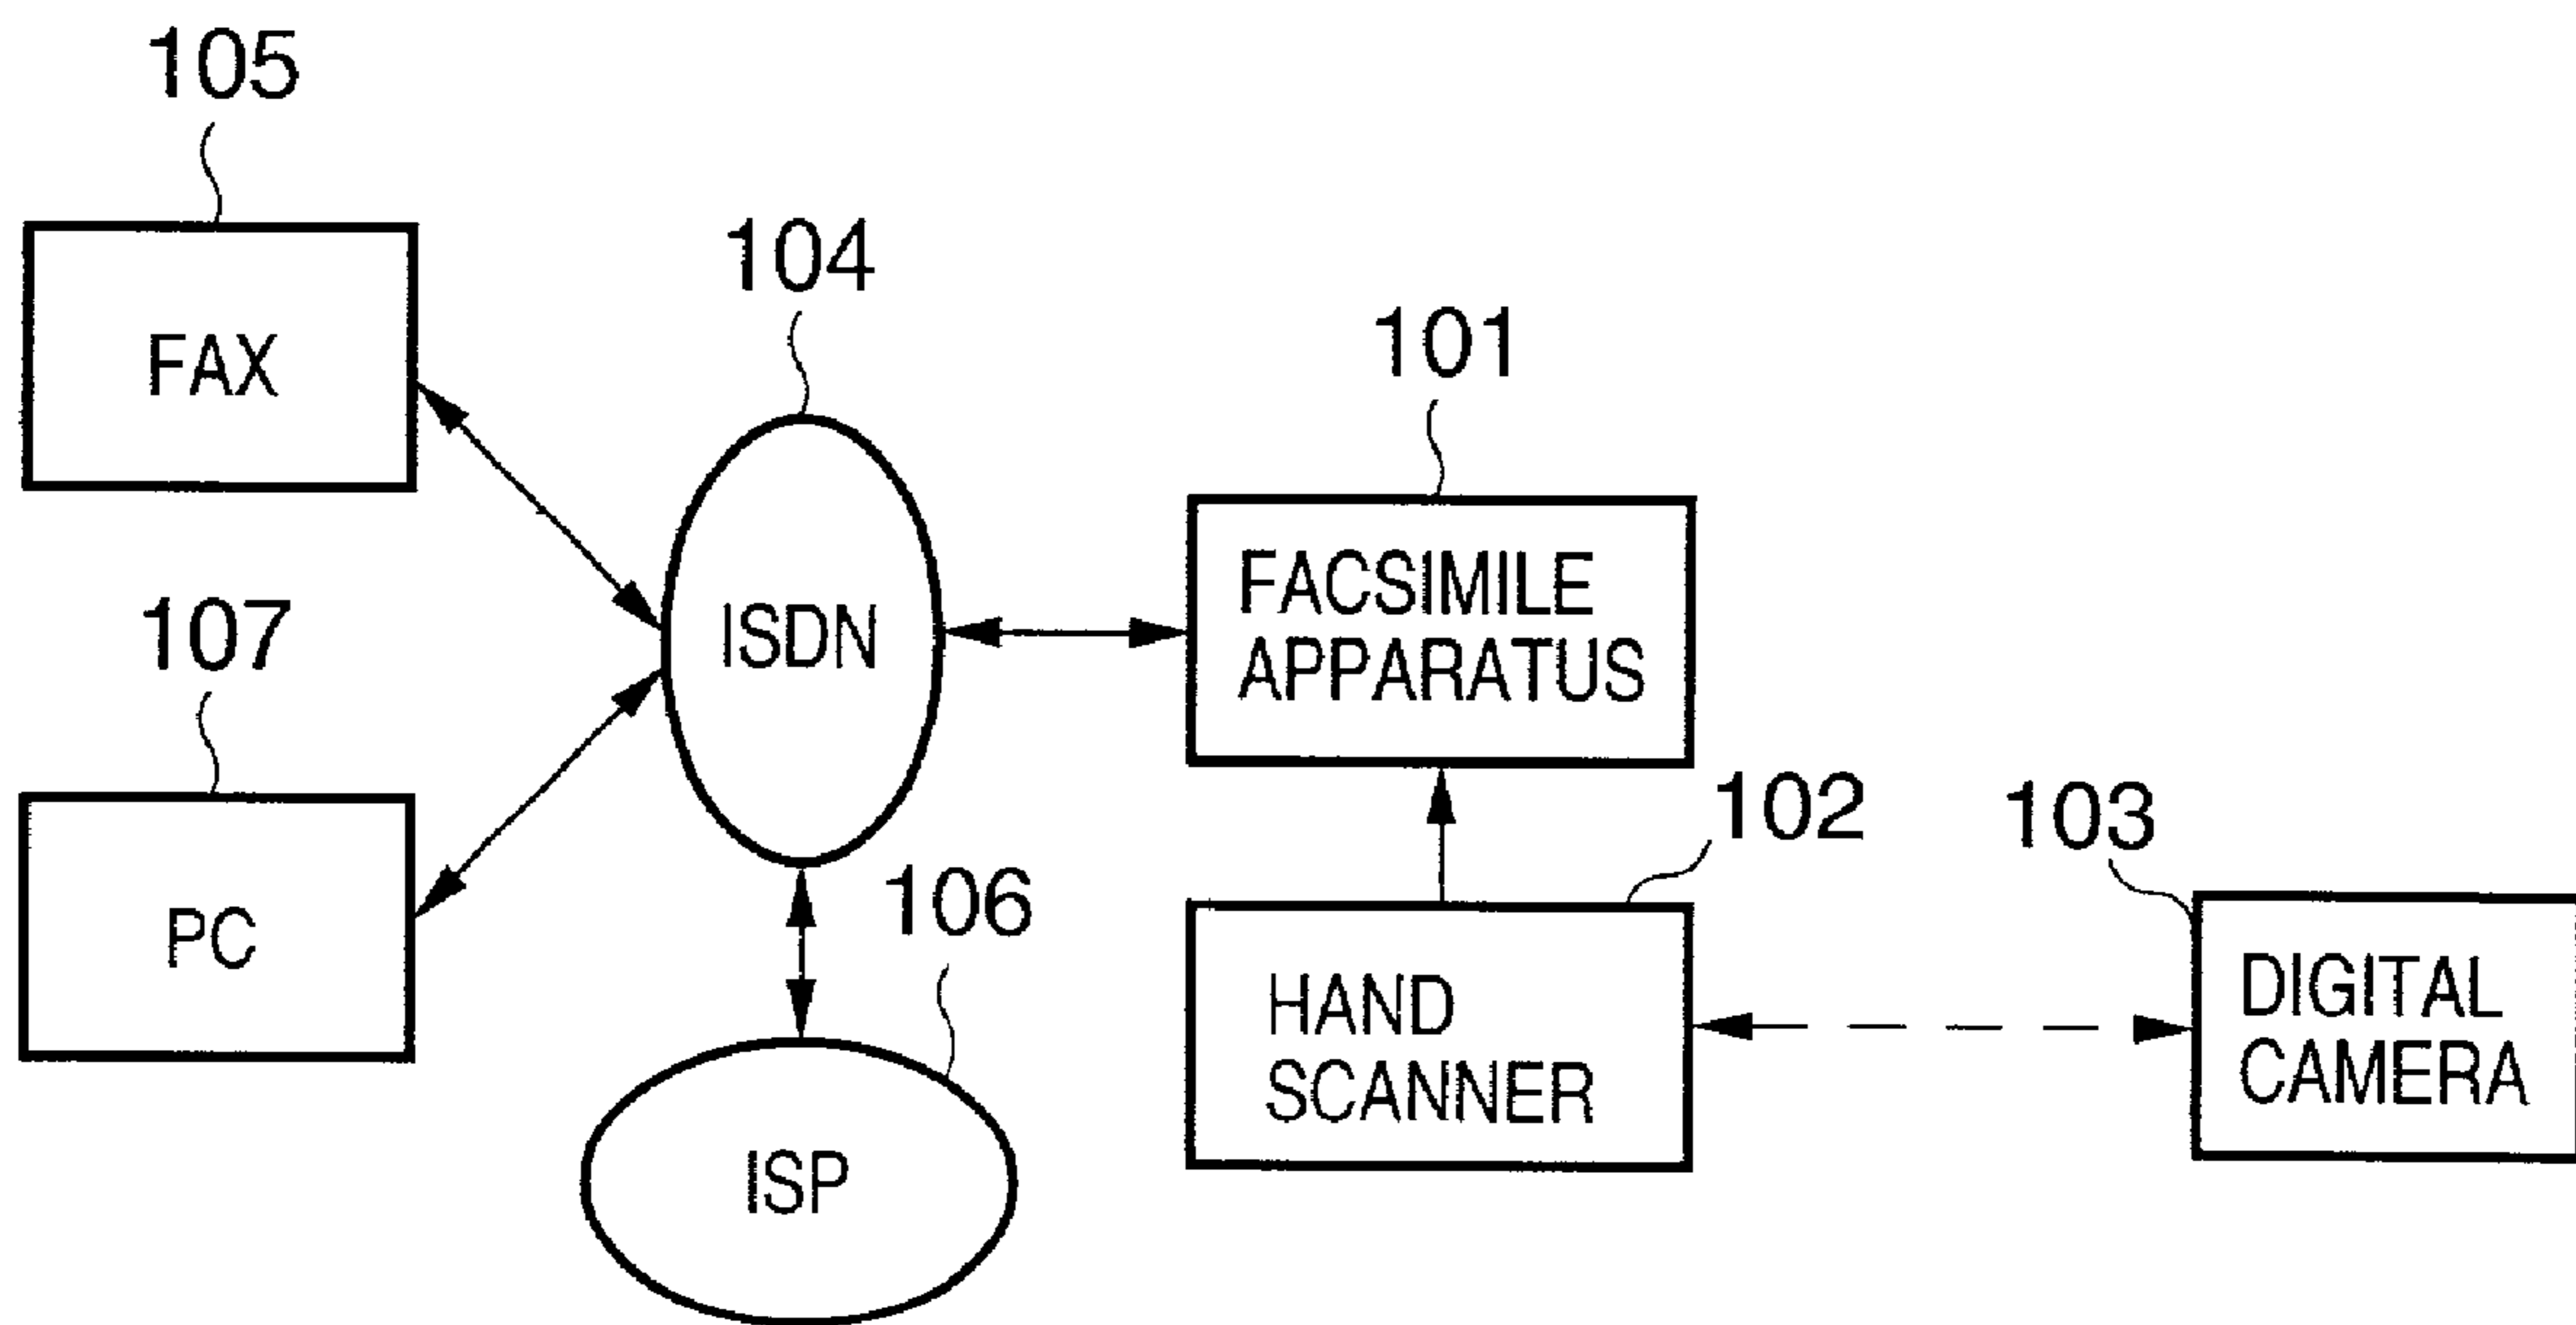 105
FAX
104
ISDN
101
FACSIMILE
APPARATUS
107
PC
106
ISP
102
HAND
SCANNER
103
DIGITAL
CAMERA